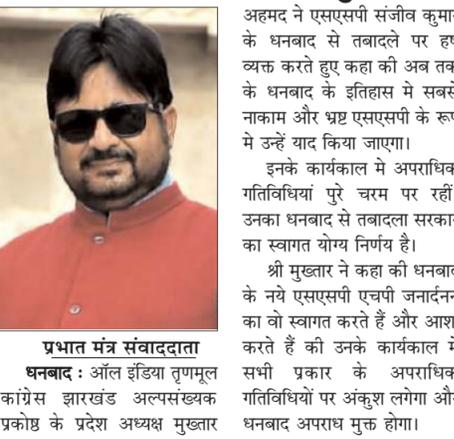 प्रभात मंत्र संवाददाता
धनबाद : ऑल इंडिया तृणमूल
कांग्रेस झारखंड अल्पसंख्यक
प्रकोष्ठ के प्रदेश अध्यक्ष मुख्तार
अहमद ने एसएसपी संजीव कुमार
के धनबाद से तबादले पर हर्ष
व्यक्त करते हुए कहा की अब तक
के धनबाद के इतिहास मे सबसे
नाकाम और भ्रष्ट एसएसपी के रूप
मे उन्हें याद किया जाएगा।
इनके कार्यकाल मे अपराधिक
गतिविधियां पुरे चरम पर रहीं
उनका धनबाद से तबादला सरकार
का स्वागत योग्य निर्णय है।
श्री मुख्तार ने कहा की धनबाद
के नये एसएसपी एचपी जनार्दनन
का वो स्वागत करते हैं और आशा
करते हैं की उनके कार्यकाल मे
सभी प्रकार के अपराधिक
गतिविधियों पर अंकुश लगेगा और
धनबाद अपराध मुक्त होगा।